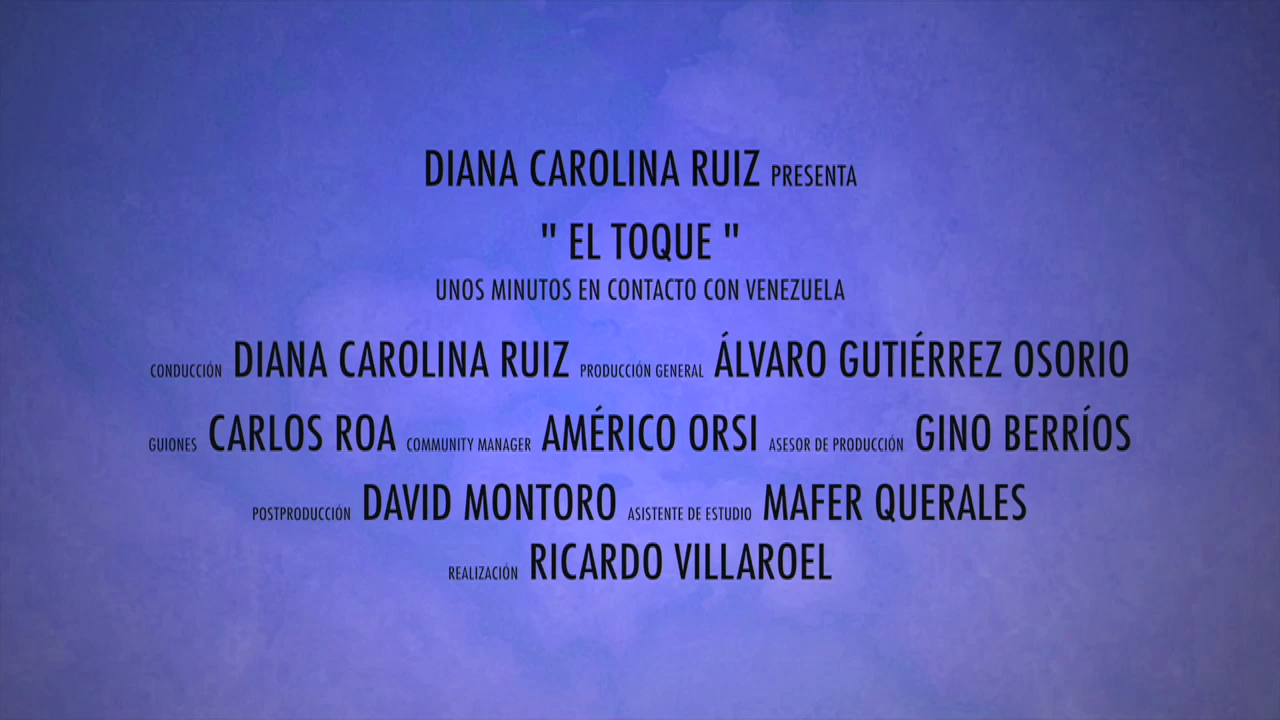 DIANA CAROLINA RUIZ PRESENTA
" EL TOQUE "
UNOS MINUTOS EN CONTACTO CON VENEZUELA
CONDUCCIÓN DIANA CAROLINA RUIZ PRODUCCIÓN GENERAL ÁLVARO GUTIÉRREZ OSORIO
GUIONES CARLOS ROA COMMUNITY MANAGER AMÉRICO ORSI ASESOR DE PRODUCCIÓN GINO BERRÍOS
POSTPRODUCCIÓN DAVID MONTORO ASISTENTE DE ESTUDIO MAFER QUERALES
REALIZACIÓN RICARDO VILLAROEL